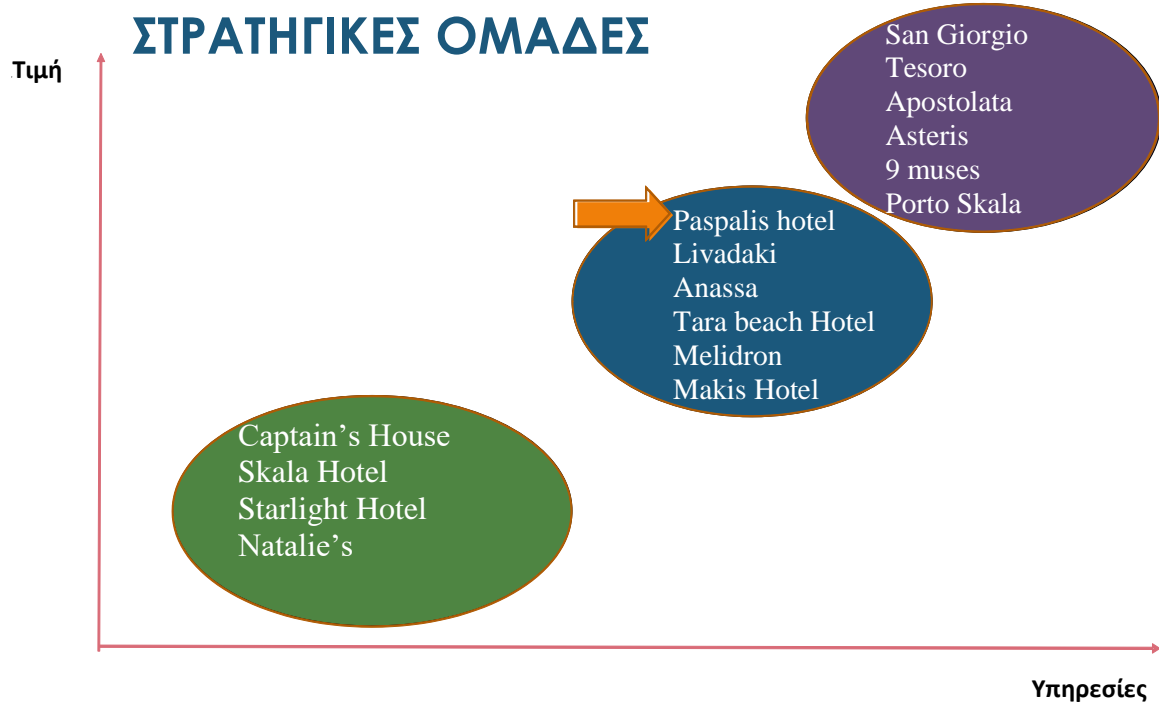 ΣΤΡΑΤΗΓΙΚΕΣ ΟΜΑΔΕΣ
Τιμή
San Giorgio
Tesoro
Apostolata
Asteris
9 muses
Porto Skala
Paspalis hotel
Livadaki
Anassa
Tara beach Hotel
Melidron
Makis Hotel
Captain’s House
Skala Hotel
Starlight Hotel
Natalie’s
Υπηρεσίες